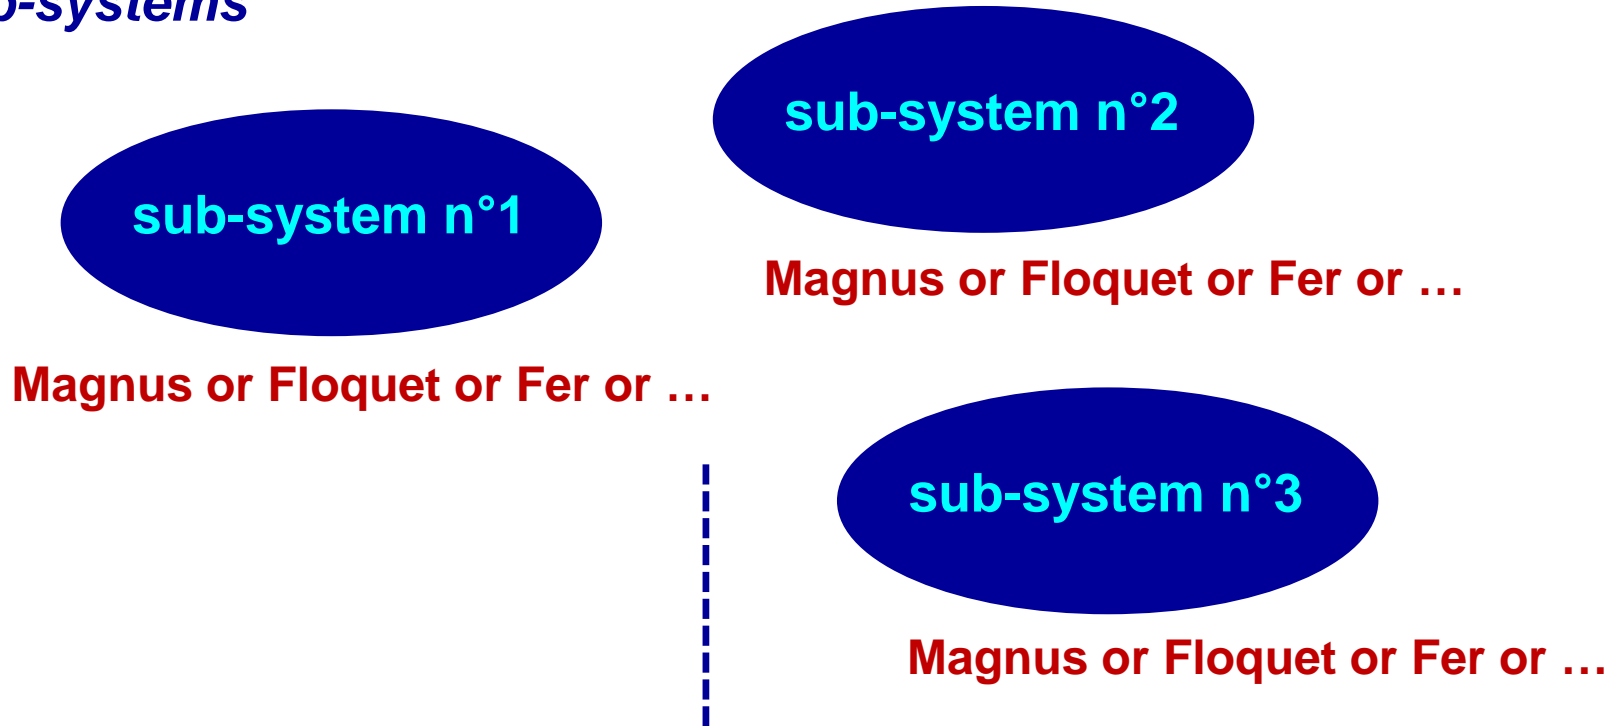 b-systems
sub-system n°2
sub-system n°1
Magnus or Floquet or Fer or …
Magnus or Floquet or Fer or …
sub-system n°3
Magnus or Floquet or Fer or …